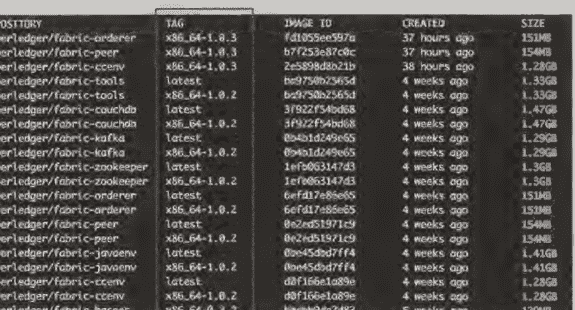 POSITORY TAG IMAGE ID CREATED SIZE
erledger/fabric-orderer x86_64-1.0.3 fd1055ee597a 37 hours ago 151MB
erledger/fabric-peer x86_64-1.0.3 b7f253e87c0c 37 hours ago 154MB
erledger/fabric-ccenv x86_64-1.0.3 2e5898d8b21b 38 hours ago 1.28GB
erledger/fabric-tools latest 4 weeks ago 1.33GB
erledger/fabric-tools x86_64-1.0.2 4 weeks ago 1.33GB
erledger/fabric-couchdb latest 3f922f54bd68 4 weeks ago 1.47GB
erledger/fabric-couchdb x86_64-1.0.2 3f922f54bd68 4 weeks ago 1.47GB
erledger/fabric-kafka latest 0b4b1d249e65 4 weeks ago 1.29GB
erledger/fabric-kafka x86_64-1.0.2 0b4b1d249e65 4 weeks ago 1.29GB
erledger/fabric-zookeeper latest 1efb063147d3 4 weeks ago 1.3GB
erledger/fabric-zookeeper x86_64-1.0.2 1efb063147d3 4 weeks ago 1.3GB
erledger/fabric-orderer latest 6efd17e86e65 4 weeks ago 151MB
erledger/fabric-orderer x86_64-1.0.2 6efd17e86e65 4 weeks ago 151MB
erledger/fabric-peer latest 0e2ed51971c9 4 weeks ago 154MB
erledger/fabric-peer x86_64-1.0.2 0e2ed51971c9 4 weeks ago 154MB
erledger/fabric-javaenv latest 0be45dbd7ff4 4 weeks ago 1.41GB
erledger/fabric-javaenv x86_64-1.0.2 0be45dbd7ff4 4 weeks ago 1.41GB
erledger/fabric-ccenv latest d0f166e1a89e 4 weeks ago 1.28GB
erledger/fabric-ccenv x86_64-1.0.2 d0f166e1a89e 4 weeks ago 1.28GB